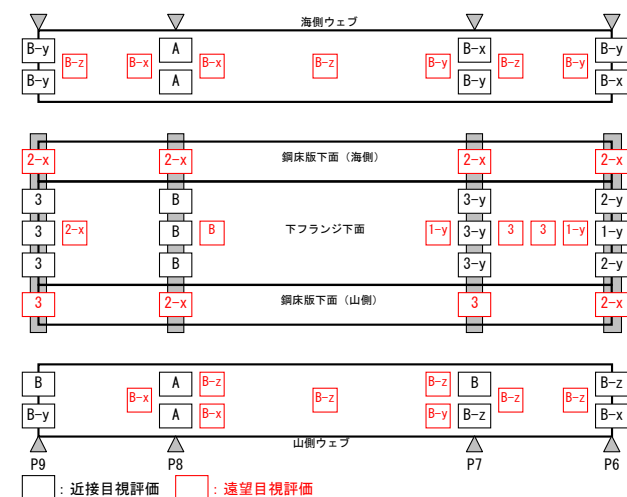 海側ウェブ
B-y A B-x B-y
B-z B-x B-x B-z B-y B-z B-y
B-y A B-y B-x
2-x 2-x 鋼床版下面（海側） 2-x 2-x
3 B 3-y 2-y
3 2-x B B 下フランジ下面 1-y 3-y 3 3 1-y 1-y
3 B 3-y 2-y
3 2-x 鋼床版下面（山側） 3 2-x
B A B-z B-z B B-z
B-x B-z B-z B-z
B-y A B-x B-y B-z B-x
山側ウェブ
P9 P8 P7 P6
：近接目視評価 ：遠望目視評価